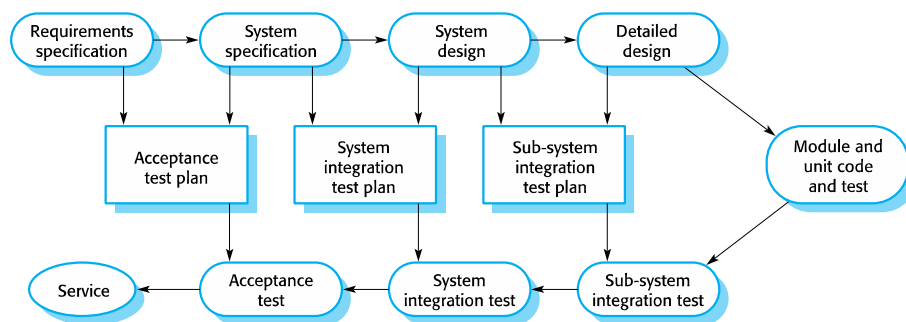 Requirements
specification
System
specification
System
design
Detailed
design
Acceptance
test plan
System
integration
test plan
Sub-system
integration
test plan
Module and
unit code
and test
Service
Acceptance
test
System
integration test
Sub-system
integration test